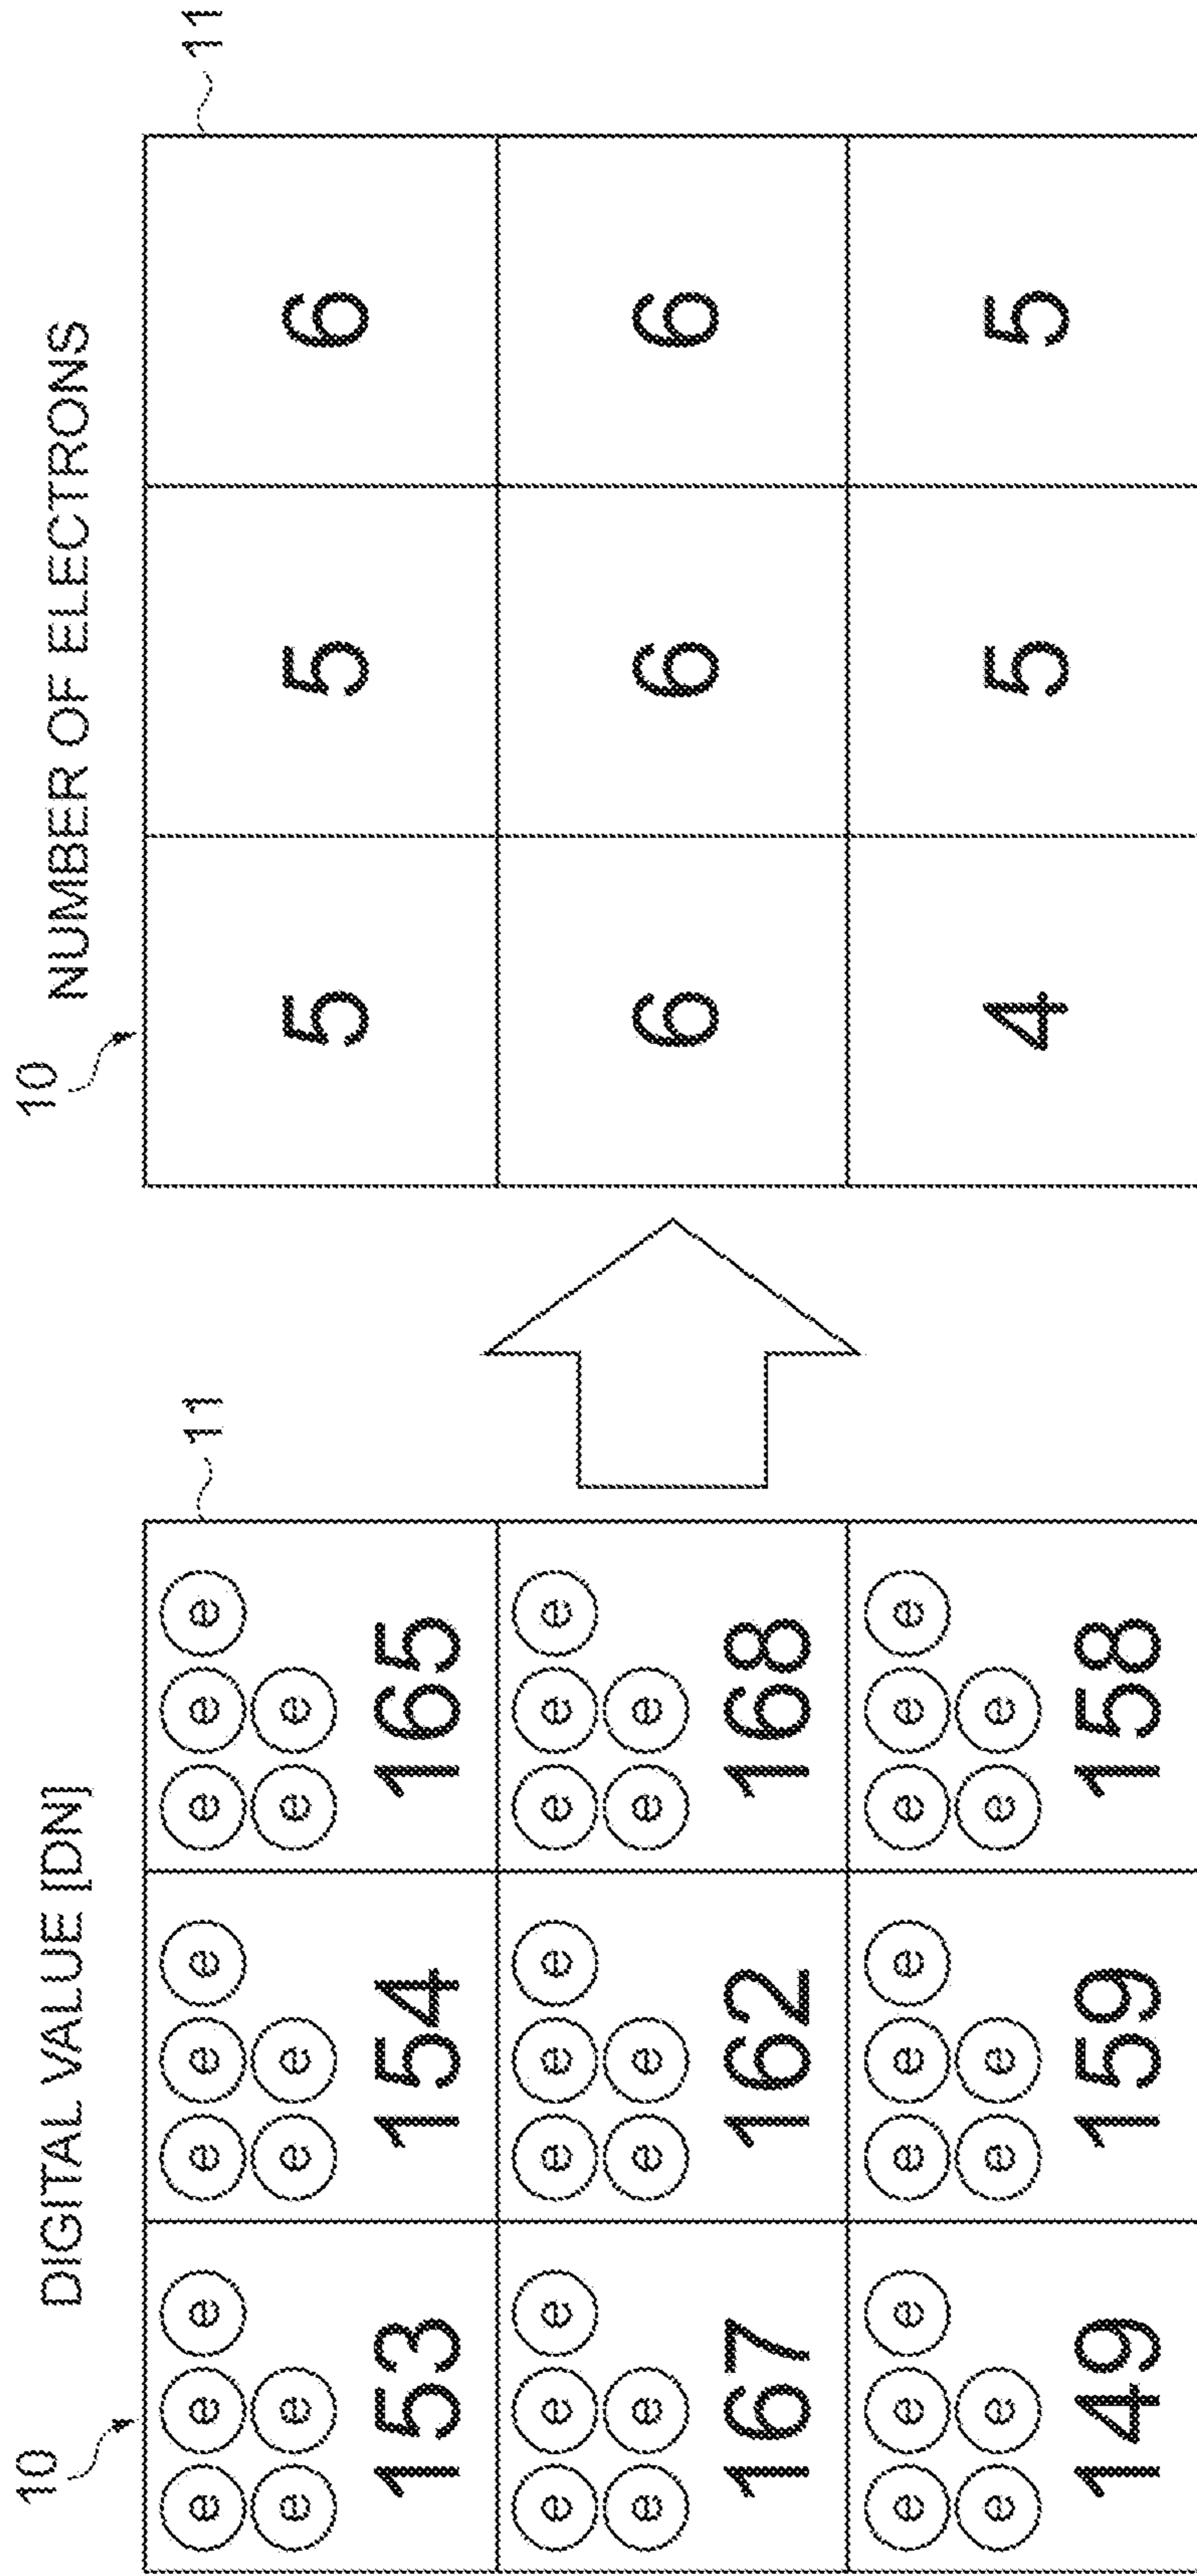 10
DIGITAL VALUE [DN]
11
e e e e e e e e e
e e e e e e
153 154 165
e e e e e e e e e
e e e e e e
167 162 168
e e e e e e e e e
e e e e e e
149 159 158
10
NUMBER OF ELECTRONS
11
5 5 6
6 6 6
4 5 5